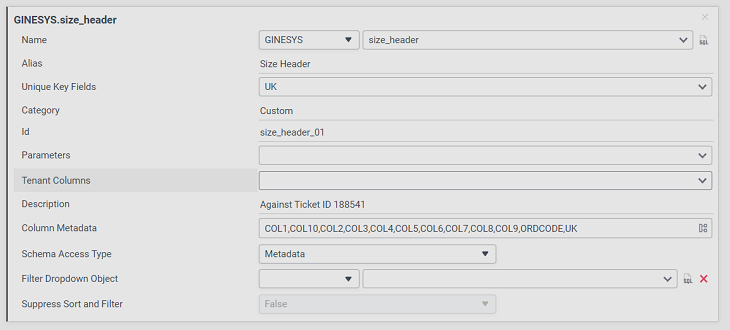 GINESYS.size_header
Name GINESYS size_header SQL
Alias Size Header
Unique Key Fields UK
Category Custom
Id size_header_01
Parameters
Tenant Columns
Description Against Ticket ID 188541
Column Metadata COL1,COL10,COL2,COL3,COL4,COL5,COL6,COL7,COL8,COL9,ORDCODE,UK
Schema Access Type Metadata
Filter Dropdown Object SQL
Suppress Sort and Filter False